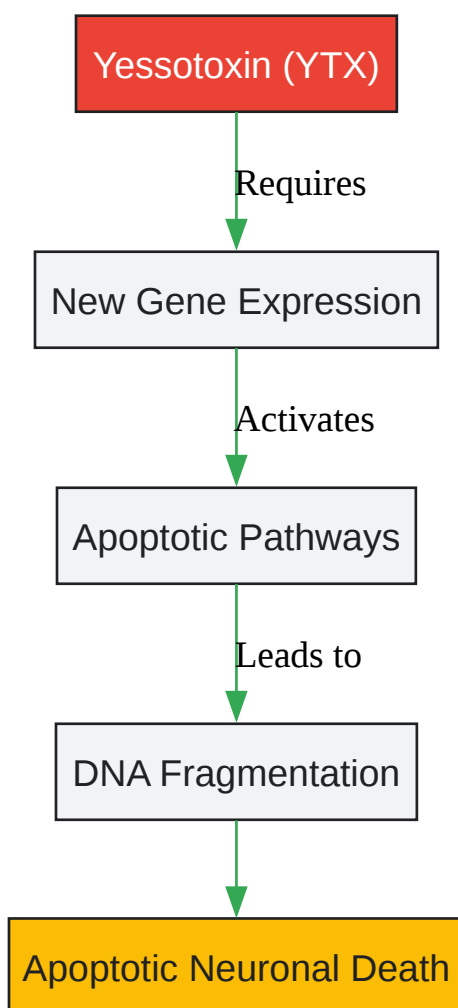 Yessotoxin (YTX)
Requires
New Gene Expression
Activates
Apoptotic Pathways
Leads to
DNA Fragmentation
Apoptotic Neuronal Death